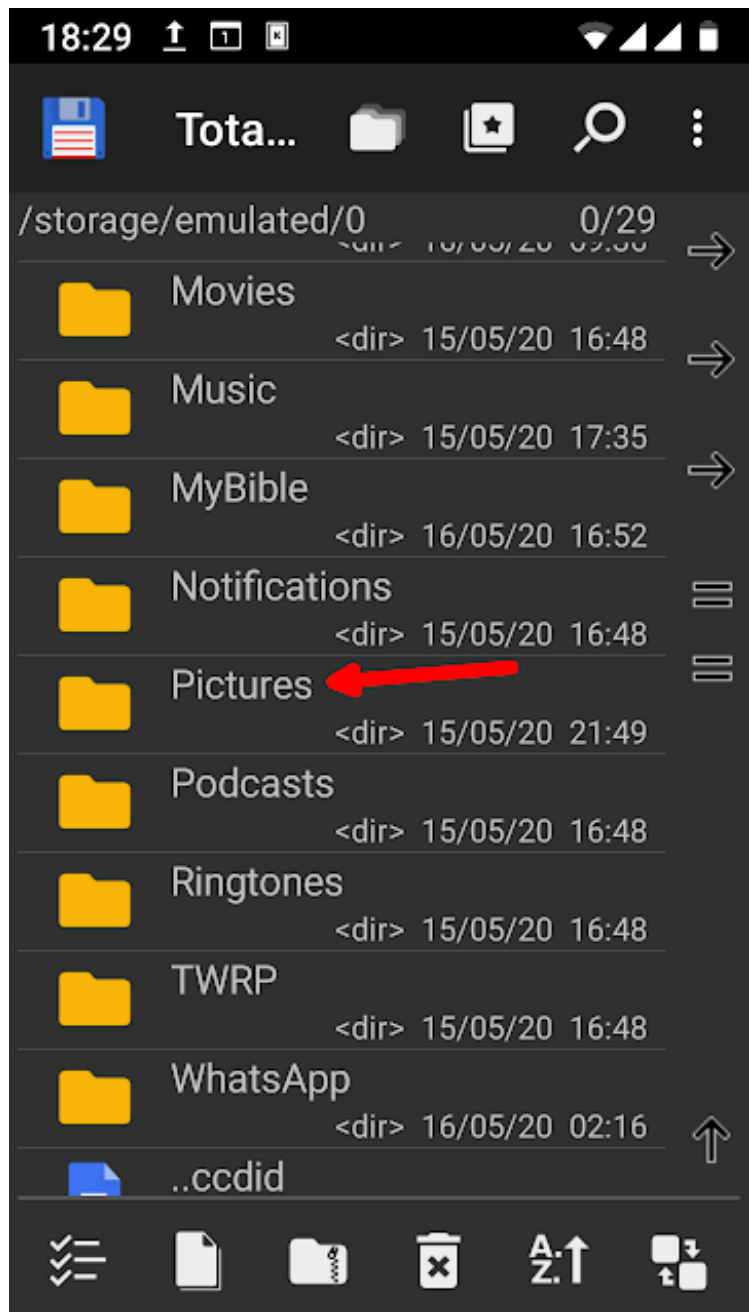 18:29
Tota...
/storage/emulated/0 0/29
Movies
<dir> 15/05/20 16:48
Music
<dir> 15/05/20 17:35
MyBible
<dir> 16/05/20 16:52
Notifications
<dir> 15/05/20 16:48
Pictures
<dir> 15/05/20 21:49
Podcasts
<dir> 15/05/20 16:48
Ringtones
<dir> 15/05/20 16:48
TWRP
<dir> 15/05/20 16:48
WhatsApp
<dir> 16/05/20 02:16
..ccdid
A.
Z.